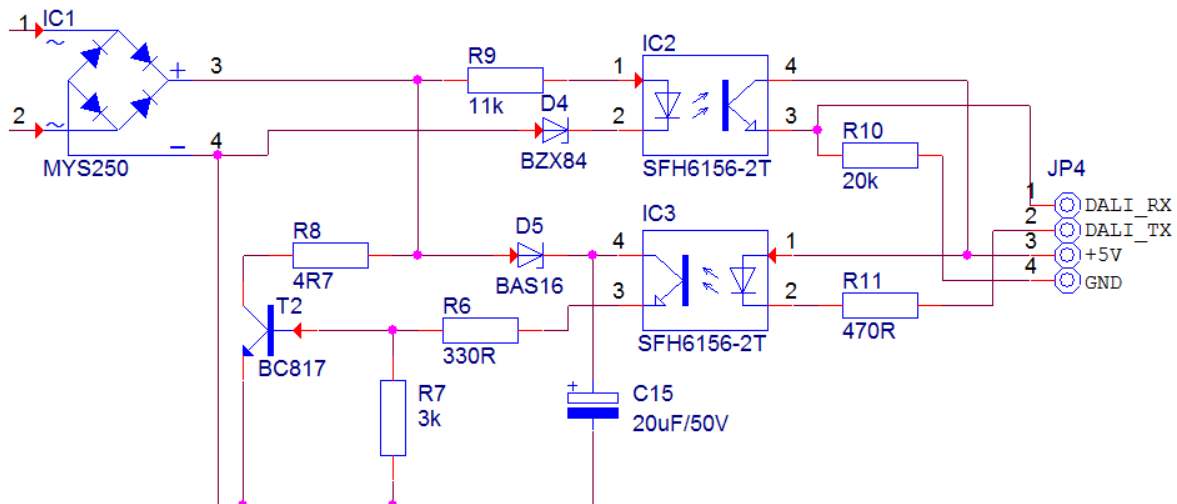 1 IC1
~
+ 3
2
~
- 4
MYS250
R9
11k
D4
BZX84
IC2
1 4
2 3
SFH6156-2T
R10
20k
JP4
1 DALI_RX
2 DALI_TX
3 +5V
4 GND
R8
4R7
D5
BAS16
IC3
4 1
3 2
SFH6156-2T
R11
470R
T2
BC817
R6
330R
R7
3k
+
C15
20uF/50V